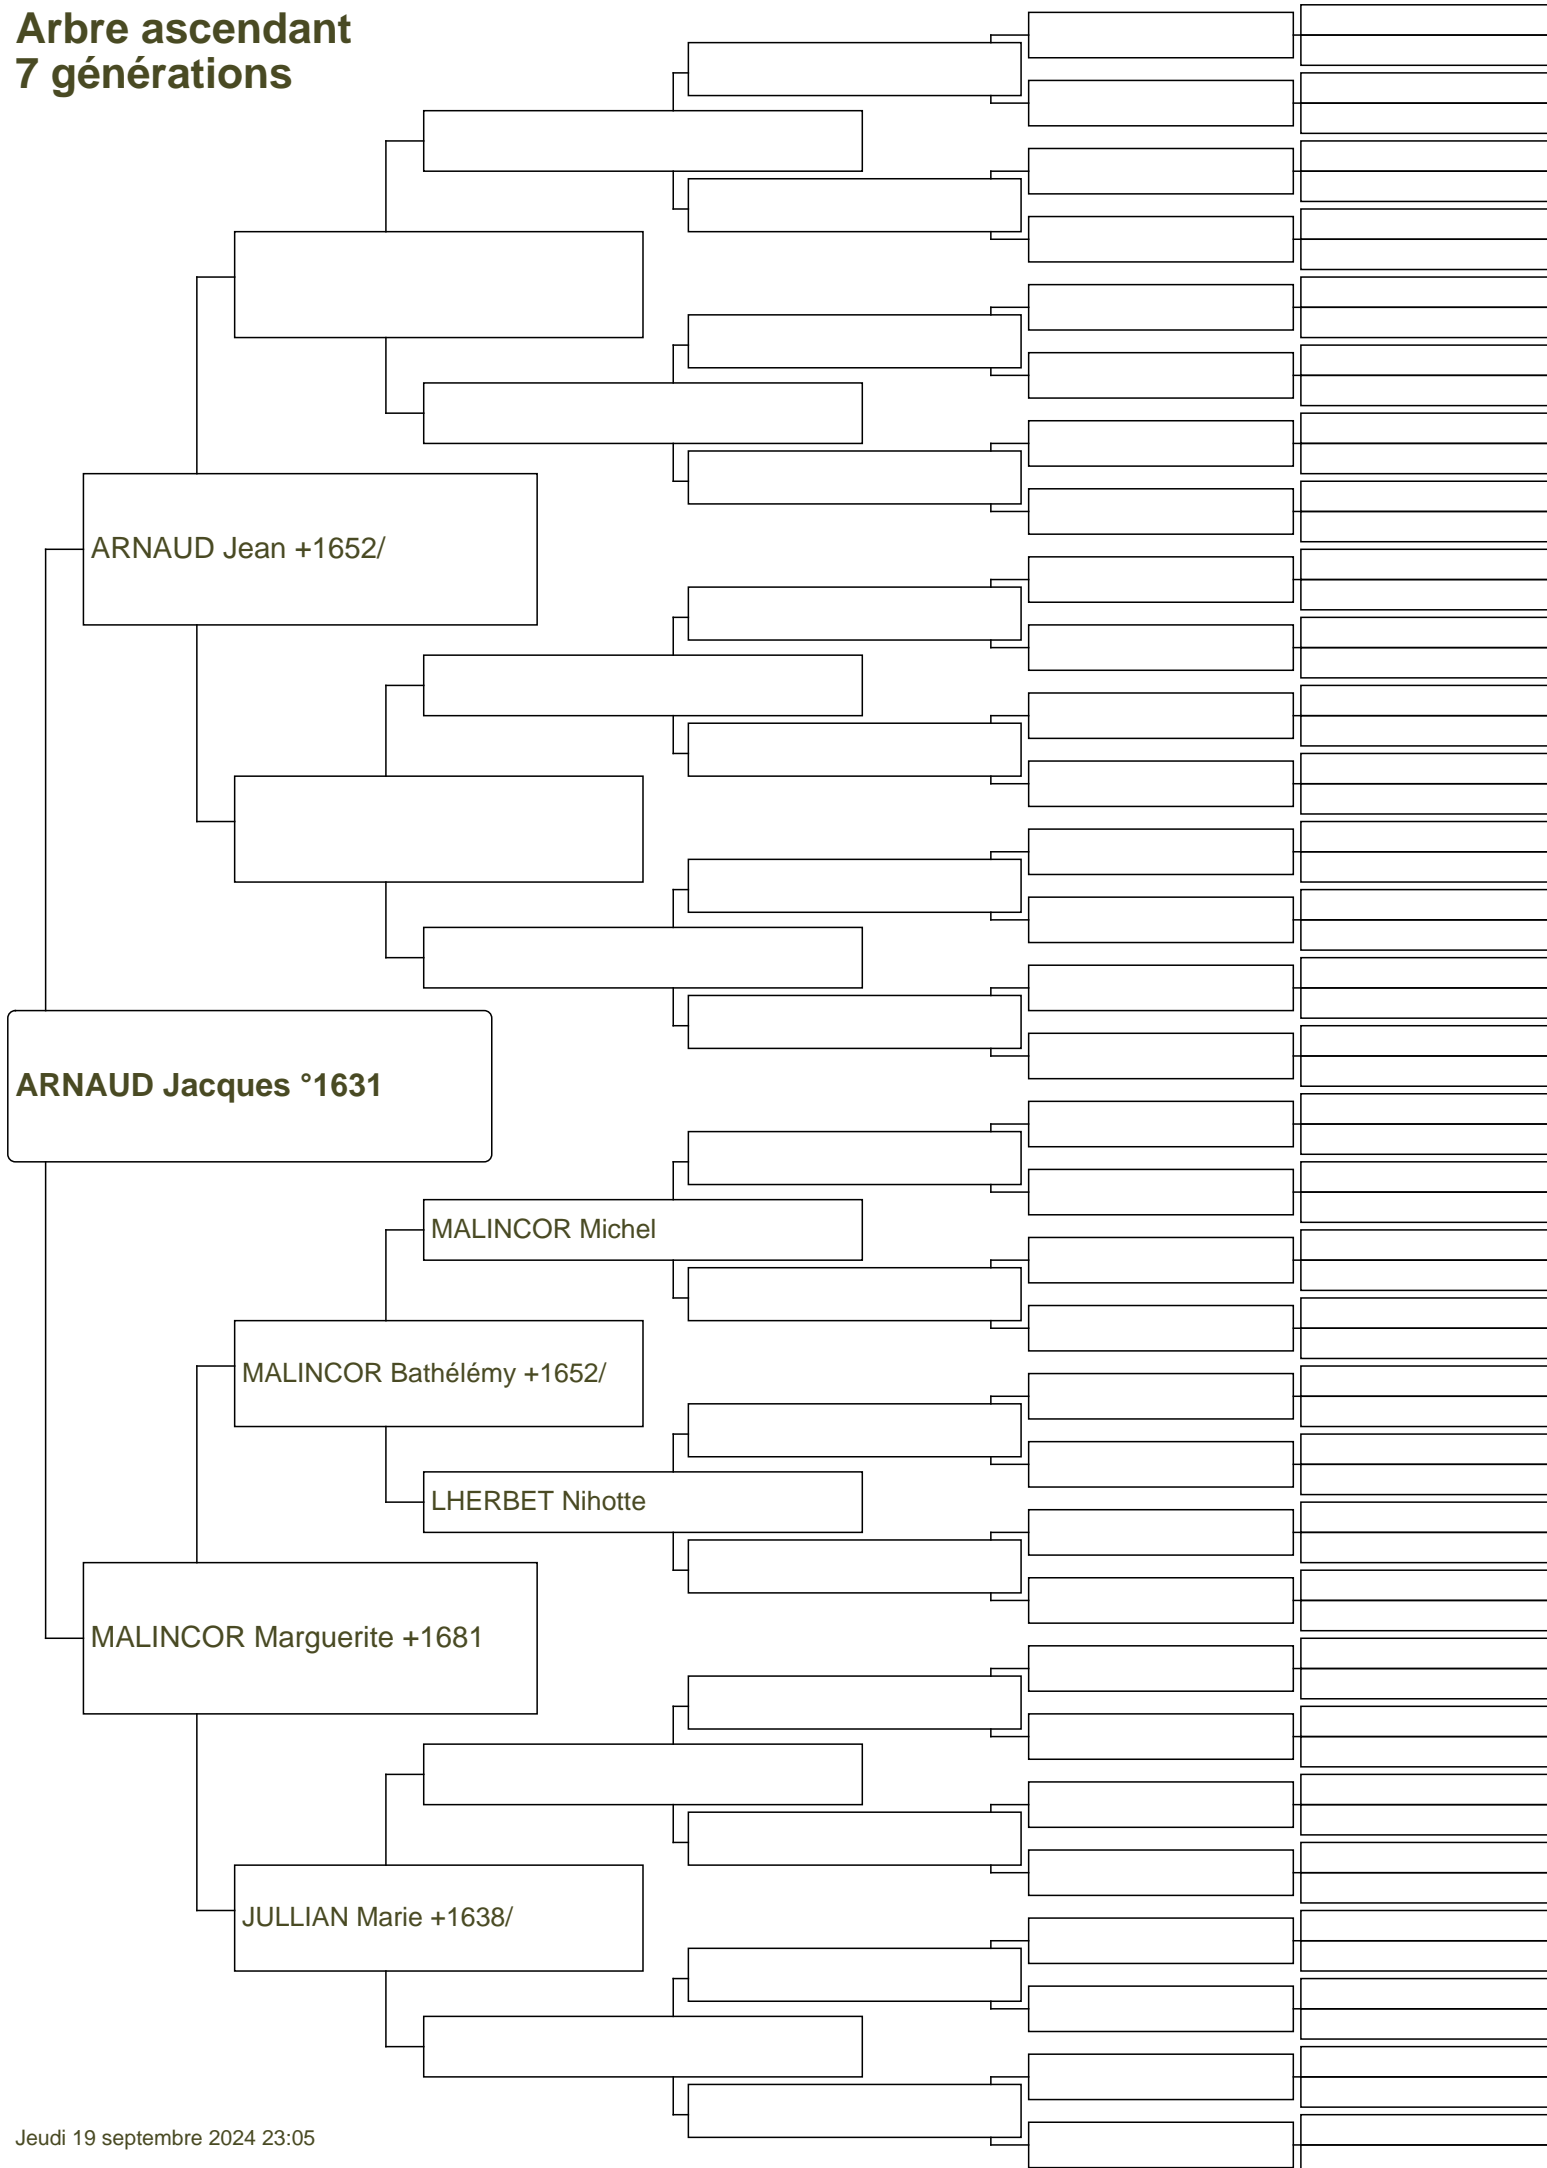 Arbre ascendant
7 générations
ARNAUD Jean +1652/
ARNAUD Jacques °1631
MALINCOR Michel
MALINCOR Bathélémy +1652/
LHERBET Nihotte
MALINCOR Marguerite +1681
JULLIAN Marie +1638/
Jeudi 19 septembre 2024 23:05